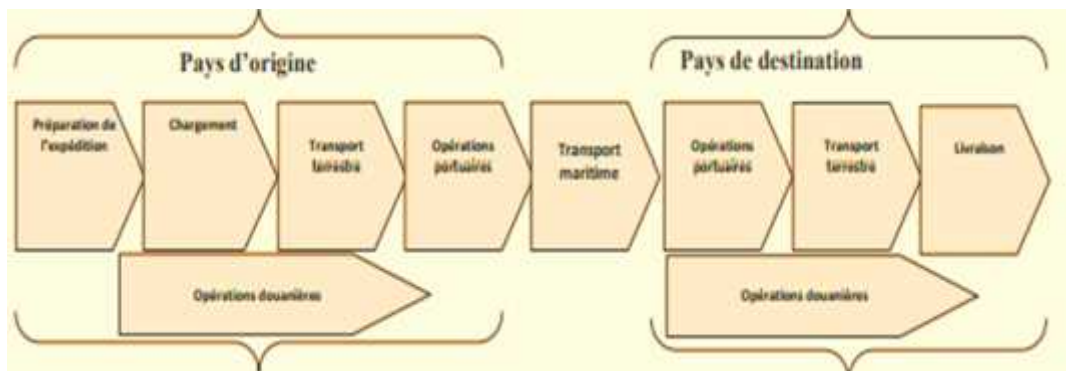 Pays d'origine
Pays de destination
Préparation de
l'expédition
Chargement
Transport
terrestre
Opérations
portuaires
Transport
maritime
Opérations
portuaires
Transport
terrestre
Livraison
Opérations douanières
Opérations douanières